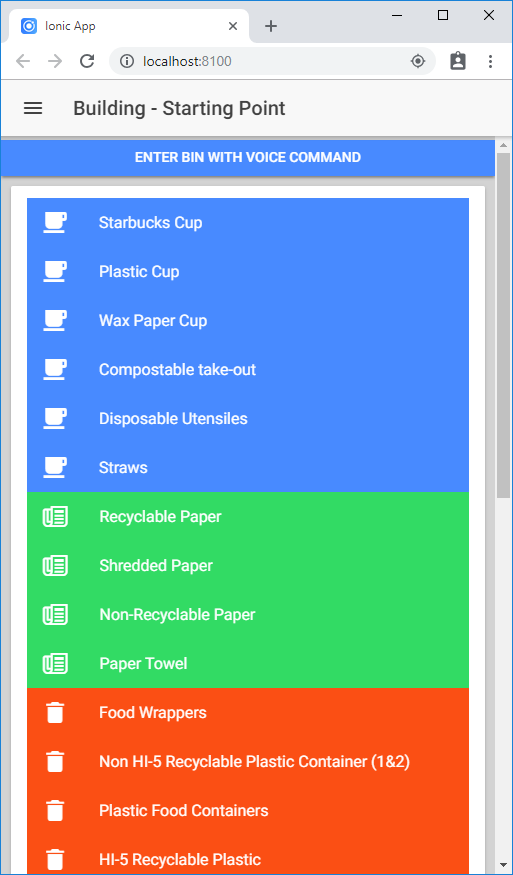 Ionic App
localhost:8100
Building - Starting Point
ENTER BIN WITH VOICE COMMAND
Starbucks Cup
Plastic Cup
Wax Paper Cup
Compostable take-out
Disposable Utensiles
Straws
Recyclable Paper
Shredded Paper
Non-Recyclable Paper
Paper Towel
Food Wrappers
Non HI-5 Recyclable Plastic Container (1&2)
Plastic Food Containers
HI-5 Recyclable Plastic